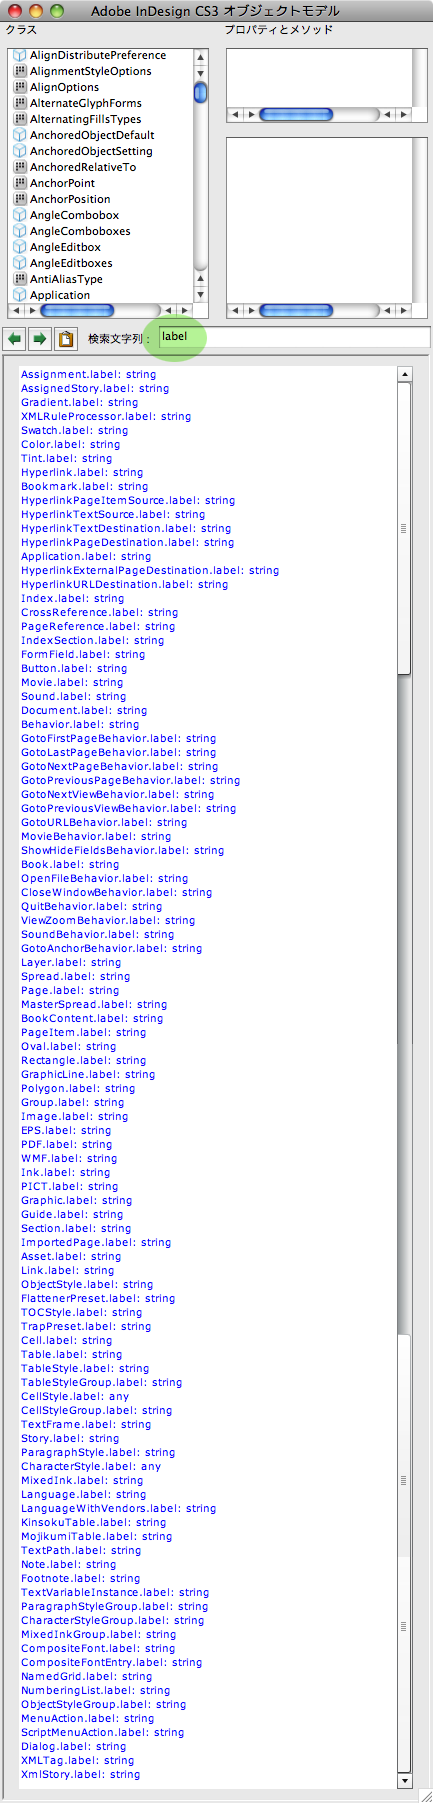 Adobe InDesign CS3 オブジェクトモデル
クラス
プロパティとメソッド
AlignDistributePreference
AlignmentStyleOptions
AlignOptions
AlternateGlyphForms
AlternatingFillsTypes
AnchoredObjectDefault
AnchoredObjectSetting
AnchoredRelativeTo
AnchorPoint
AnchorPosition
AngleCombobox
AngleComboboxes
AngleEditbox
AngleEditboxes
AntiAliasType
Application
検索文字列 : label
Assignment.label: string
AssignedStory.label: string
Gradient.label: string
XMLRuleProcessor.label: string
Swatch.label: string
Color.label: string
Tint.label: string
Hyperlink.label: string
Bookmark.label: string
HyperlinkPageItemSource.label: string
HyperlinkTextSource.label: string
HyperlinkTextDestination.label: string
HyperlinkPageDestination.label: string
Application.label: string
HyperlinkExternalPageDestination.label: string
HyperlinkURLDestination.label: string
Index.label: string
CrossReference.label: string
PageReference.label: string
IndexSection.label: string
FormField.label: string
Button.label: string
Movie.label: string
Sound.label: string
Document.label: string
Behavior.label: string
GotoFirstPageBehavior.label: string
GotoLastPageBehavior.label: string
GotoNextPageBehavior.label: string
GotoPreviousPageBehavior.label: string
GotoNextViewBehavior.label: string
GotoPreviousViewBehavior.label: string
GotoURLBehavior.label: string
MovieBehavior.label: string
ShowHideFieldsBehavior.label: string
Book.label: string
OpenFileBehavior.label: string
CloseWindowBehavior.label: string
QuitBehavior.label: string
ViewZoomBehavior.label: string
SoundBehavior.label: string
GotoAnchorBehavior.label: string
Layer.label: string
Spread.label: string
Page.label: string
MasterSpread.label: string
BookContent.label: string
PageItem.label: string
Oval.label: string
Rectangle.label: string
GraphicLine.label: string
Polygon.label: string
Group.label: string
Image.label: string
EPS.label: string
PDF.label: string
WMF.label: string
Ink.label: string
PICT.label: string
Graphic.label: string
Guide.label: string
Section.label: string
ImportedPage.label: string
Asset.label: string
Link.label: string
ObjectStyle.label: string
FlattenerPreset.label: string
TOCStyle.label: string
TrapPreset.label: string
Cell.label: string
Table.label: string
TableStyle.label: string
TableStyleGroup.label: string
CellStyle.label: any
CellStyleGroup.label: string
TextFrame.label: string
Story.label: string
ParagraphStyle.label: string
CharacterStyle.label: any
MixedInk.label: string
Language.label: string
LanguageWithVendors.label: string
KinsokuTable.label: string
MojikumiTable.label: string
TextPath.label: string
Note.label: string
Footnote.label: string
TextVariableInstance.label: string
ParagraphStyleGroup.label: string
CharacterStyleGroup.label: string
MixedInkGroup.label: string
CompositeFont.label: string
CompositeFontEntry.label: string
NamedGrid.label: string
NumberingList.label: string
ObjectStyleGroup.label: string
MenuAction.label: string
ScriptMenuAction.label: string
Dialog.label: string
XMLTag.label: string
XmlStory.label: string